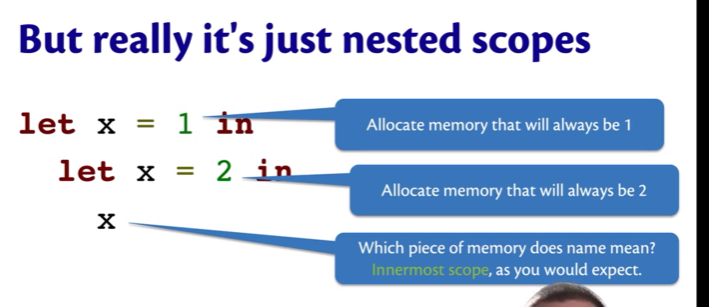 But really it's just nested scopes
let x = 1 in
Allocate memory that will always be 1
let x = 2 in
Allocate memory that will always be 2
x
Which piece of memory does name mean?
Innermost scope, as you would expect.